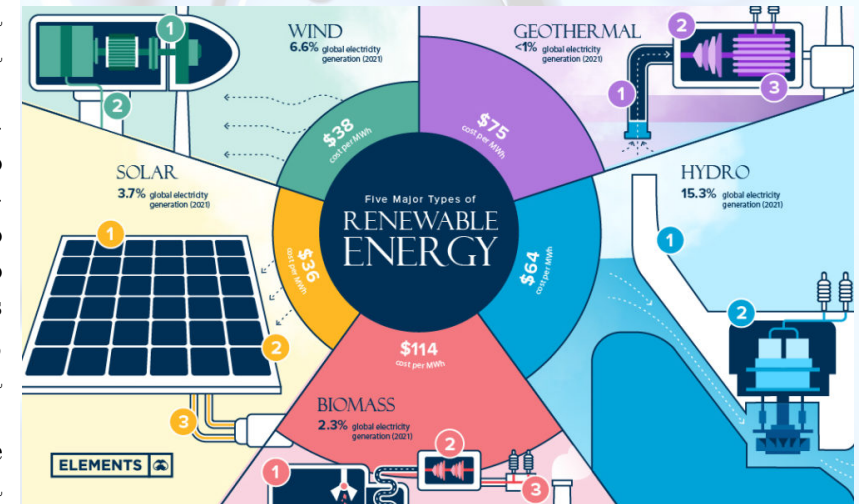 WIND
6.6% global electricity
generation (2021)
1
2
$38
cost per MWh
GEOTHERMAL
<1% global electricity
generation (2021)
1
2
3
$75
cost per MWh
SOLAR
3.7% global electricity
generation (2021)
1
2
3
$36
cost per MWh
Five Major Types of
RENEWABLE
ENERGY
HYDRO
15.3% global electricity
generation (2021)
1
2
$64
cost per MWh
$114
cost per MWh
BIOMASS
2.3% global electricity
generation (2021)
1
2
3
ELEMENTS